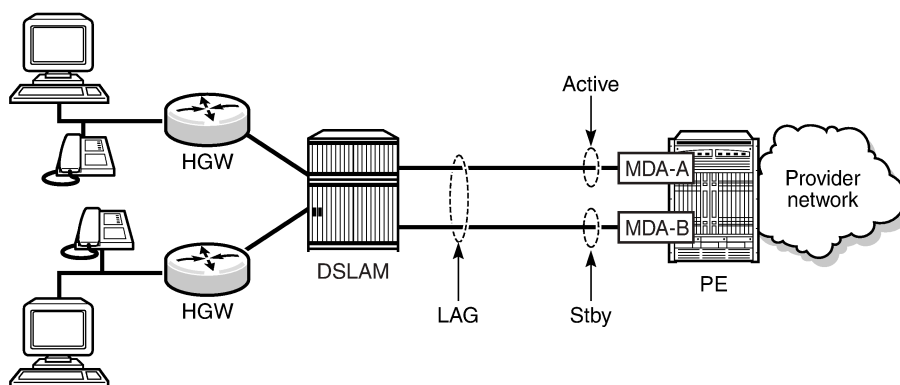 Active
HGW
MDA-A
Provider
network
MDA-B
DSLAM
PE
HGW
LAG
Stby